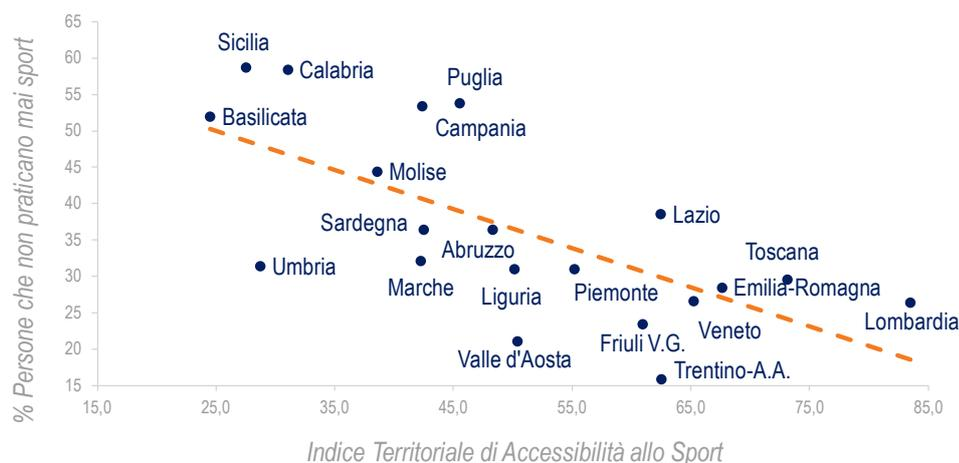 % Persone che non praticano mai sport
65
60
55
50
45
40
35
30
25
20
15
Sicilia
Calabria
Puglia
Basilicata
Campania
Molise
Sardegna
Lazio
Abruzzo
Toscana
Umbria
Marche
Liguria
Piemonte
Emilia-Romagna
Lombardia
Veneto
Friuli V.G.
Valle d'Aosta
Trentino-A.A.
15,0 25,0 35,0 45,0 55,0 65,0 75,0 85,0
Indice Territoriale di Accessibilità allo Sport